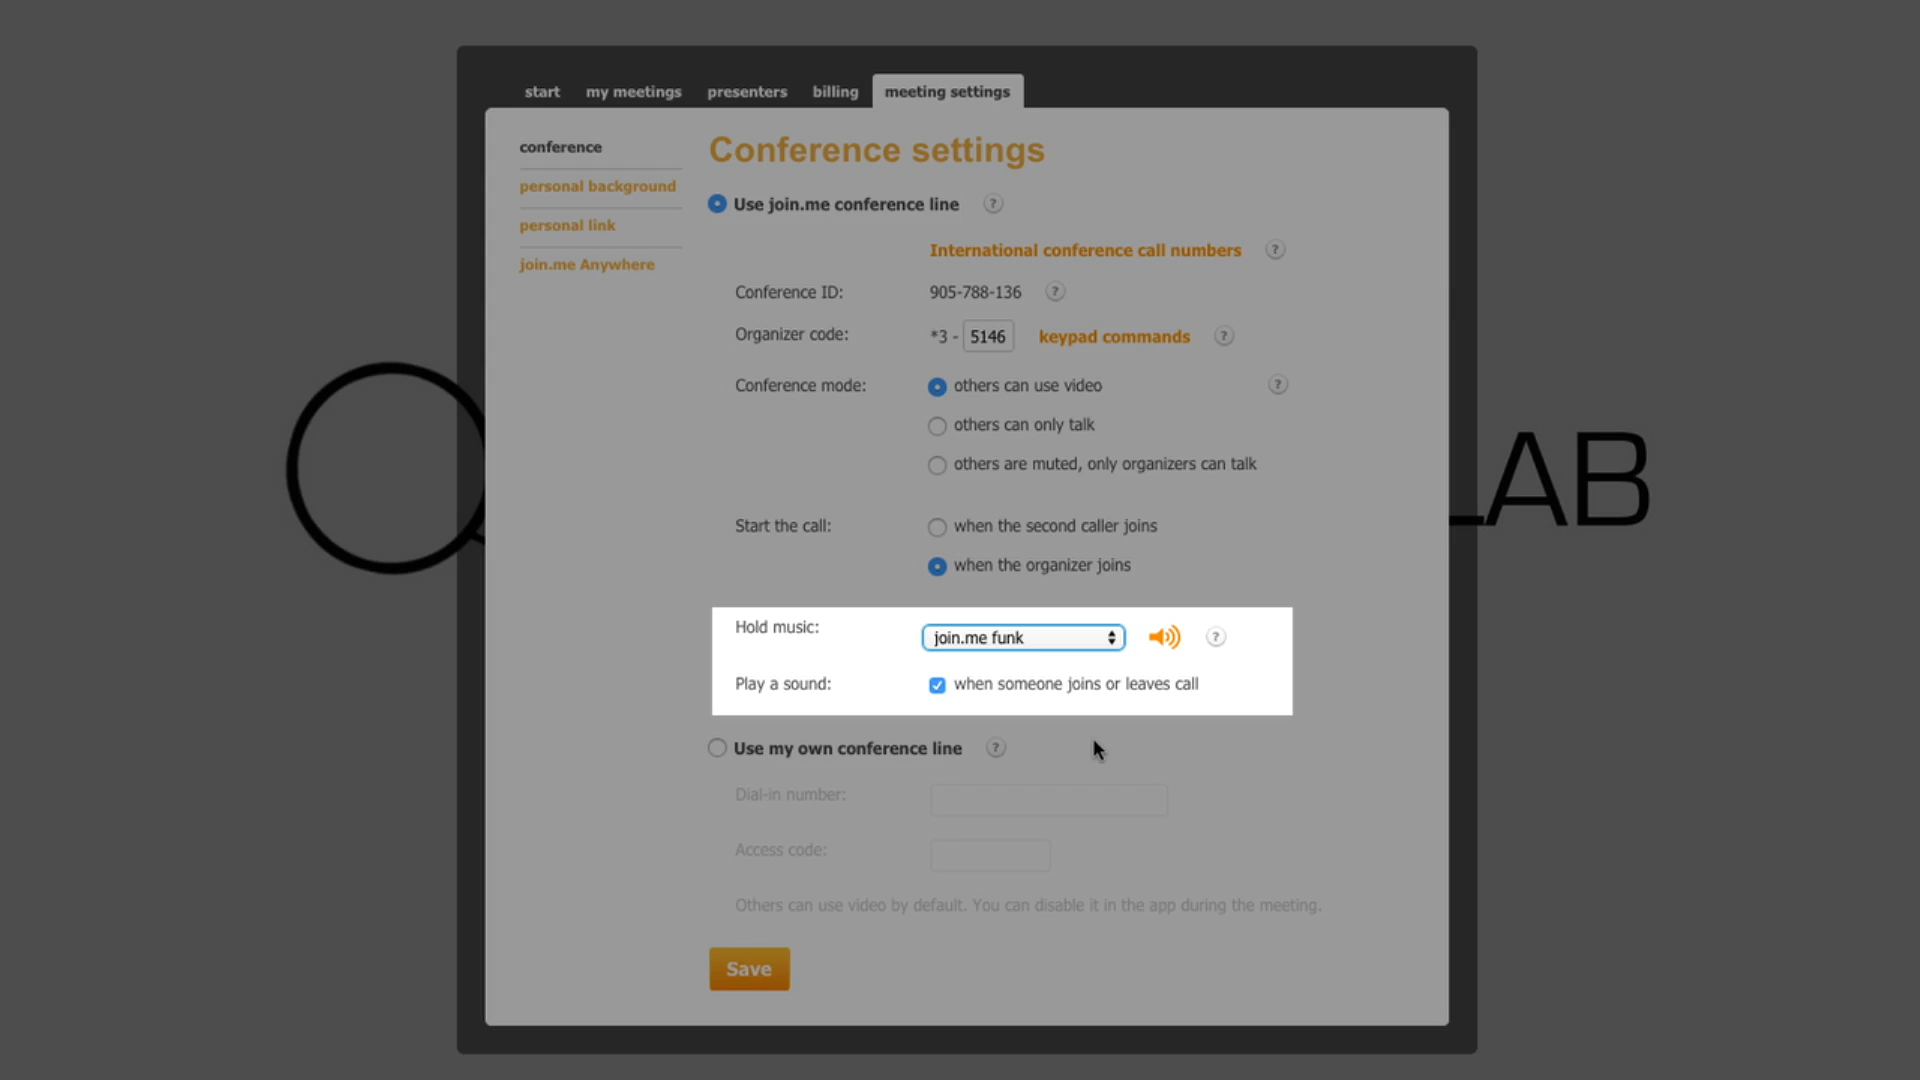 start my meetings presenters billing meeting settings
conference
personal background
personal link
join.me Anywhere
Conference settings
Use join.me conference line ?
International conference call numbers ?
Conference ID: 905-788-136 ?
Organizer code: *3 - 5146 keypad commands ?
Conference mode: others can use video ?
others can only talk
others are muted, only organizers can talk
Start the call: when the second caller joins
when the organizer joins
Hold music: join.me funk ?
Play a sound: when someone joins or leaves call
Use my own conference line ?
Dial-in number:
Access code:
Others can use video by default. You can disable it in the app during the meeting.
Save
AB